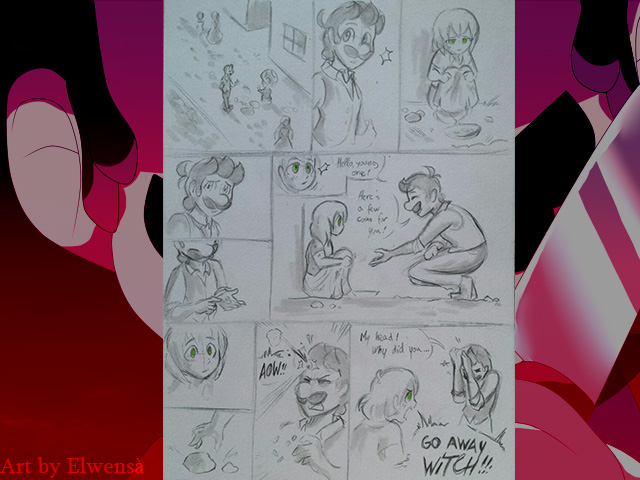 Hello, young
one!
Here's
a few
coins for
you!
AOW!!
My head!
Why did you...
GO AWAY
WITCH!!!
Art by Elwensà